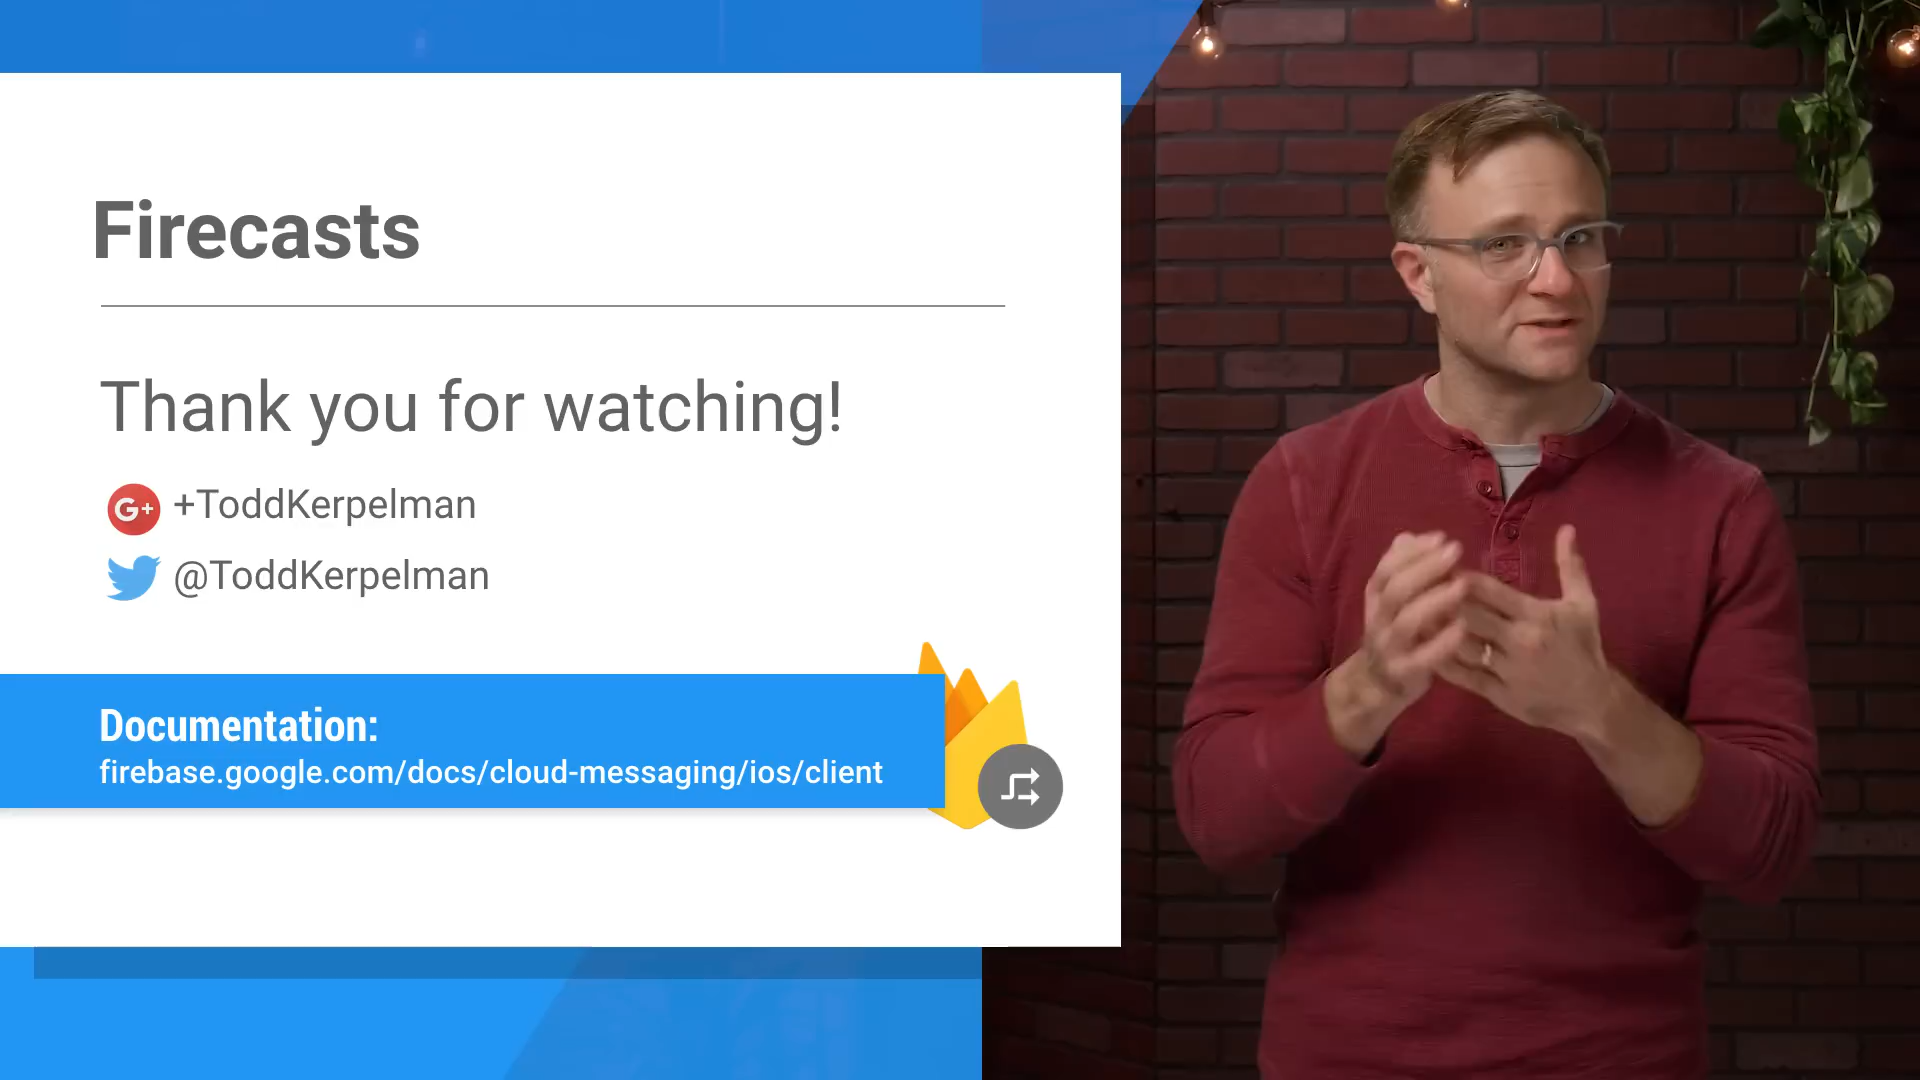 Firecasts
Thank you for watching!
G+ +ToddKerpelman
@ToddKerpelman
Documentation:
firebase.google.com/docs/cloud-messaging/ios/client